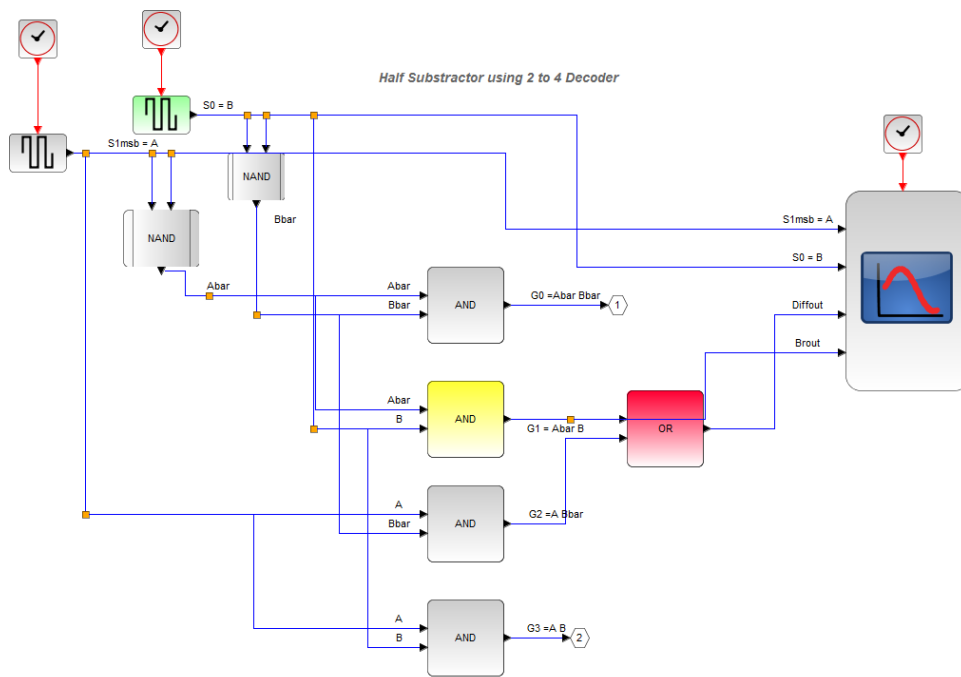 Half Substractor using 2 to 4 Decoder
S0 = B
S1msb = A
NAND
Bbar
NAND
S1msb = A
S0 = B
Abar
Abar
Bbar
AND
G0 =Abar Bbar
1
Diffout
Brout
Abar
B
AND
G1 = Abar B
OR
A
Bbar
AND
G2 =A Bbar
A
B
AND
G3 =A B
2